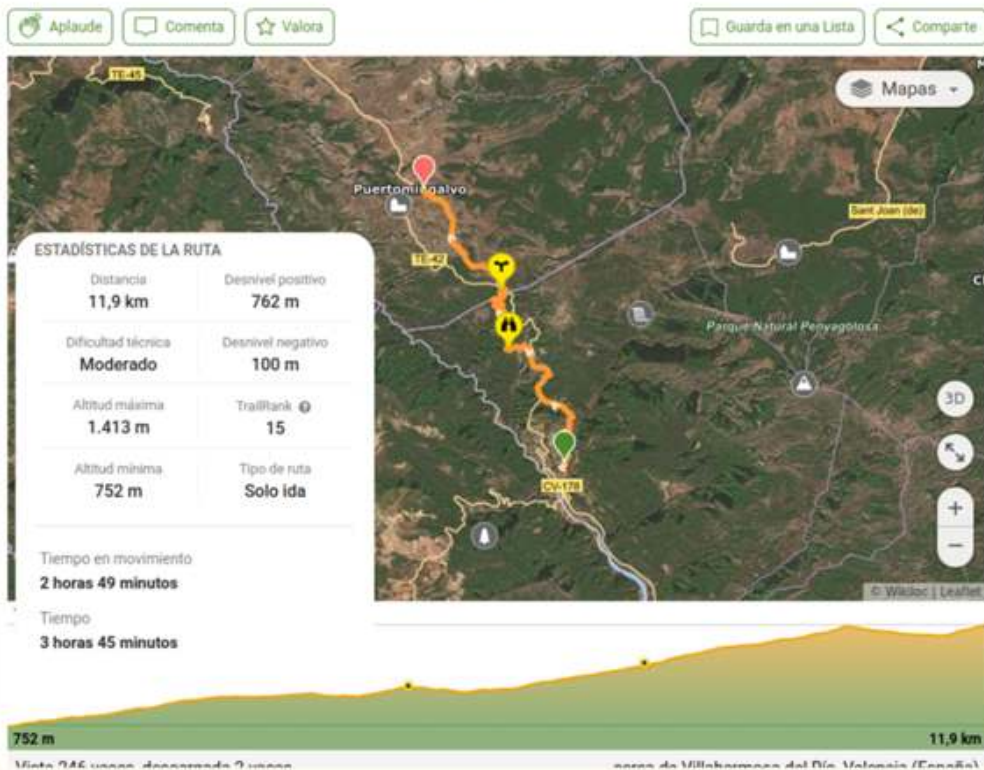 Aplaude
Comenta
Valora
Guarda en una Lista
Comparte
TE-45
Mapas
Puertomingalvo
Sant Joan (de)
TE-42
Parque Natural Penyagolosa
CV-178
3D
+
−
© Wikiloc | Leaflet
ESTADÍSTICAS DE LA RUTA
Distancia
11,9 km
Desnivel positivo
762 m
Dificultad técnica
Moderado
Desnivel negativo
100 m
Altitud máxima
1.413 m
TrailRank
15
Altitud mínima
752 m
Tipo de ruta
Solo ida
Tiempo en movimiento
2 horas 49 minutos
Tiempo
3 horas 45 minutos
752 m
11,9 km